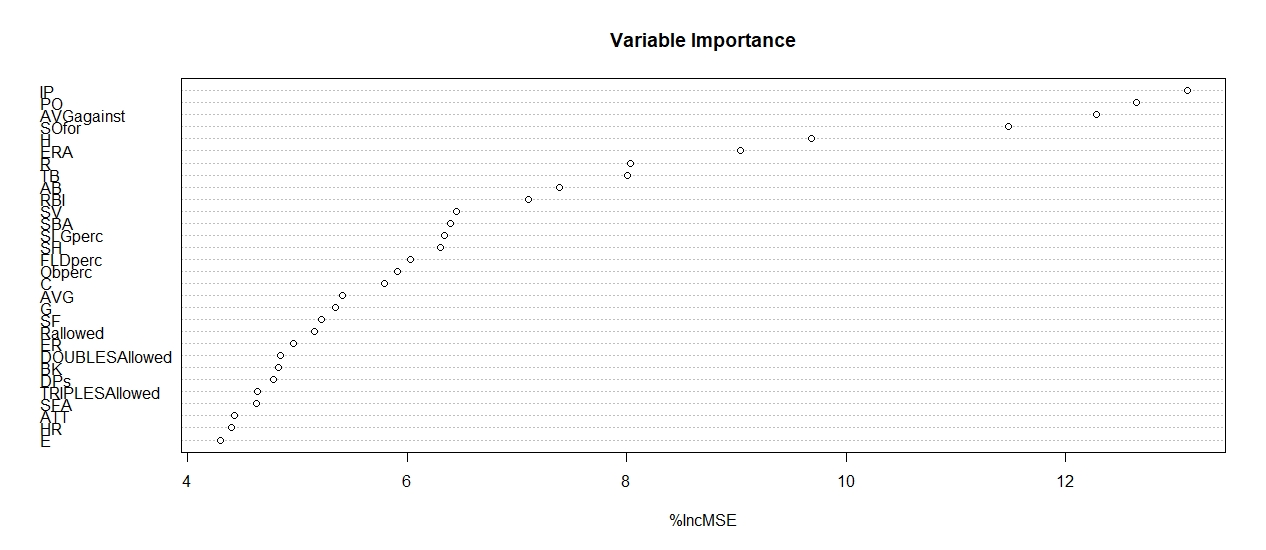 Variable Importance
IP
PO
AVGagainst
SOfor
H
ERA
R
TB
AB
RBI
SV
SBA
SLGperc
SH
FLDperc
Obperc
C
AVG
G
SF
Rallowed
ER
DOUBLESAllowed
BK
DPs
TRIPLESAllowed
SFA
ATT
HR
E
4 6 8 10 12
%IncMSE